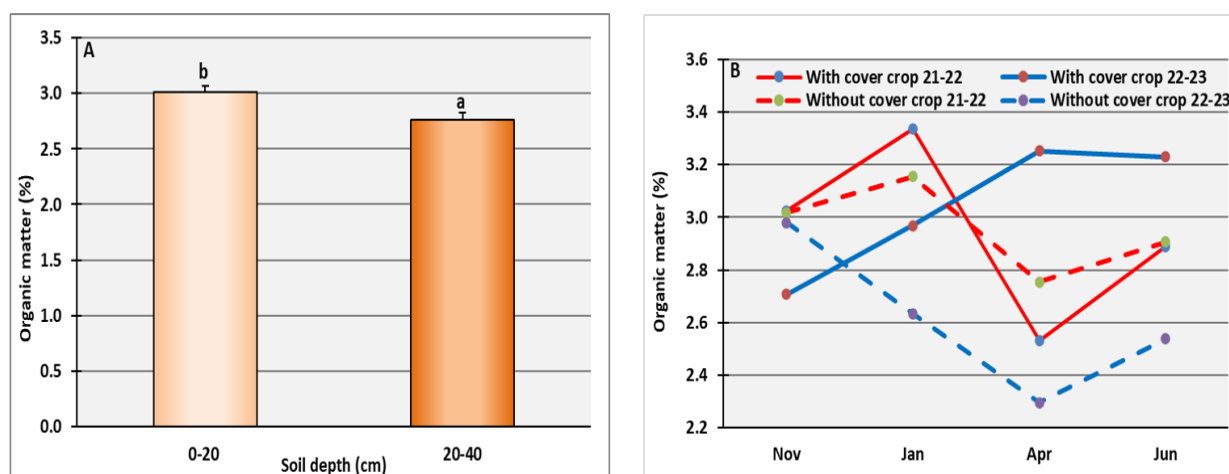 A
3.5
3.0
2.5
2.0
1.5
1.0
0.5
0.0
Organic matter (%)
b
a
0-20
20-40
Soil depth (cm)
B
3.6
3.4
3.2
3.0
2.8
2.6
2.4
2.2
Organic matter (%)
With cover crop 21-22
With cover crop 22-23
Without cover crop 21-22
Without cover crop 22-23
Nov
Jan
Apr
Jun